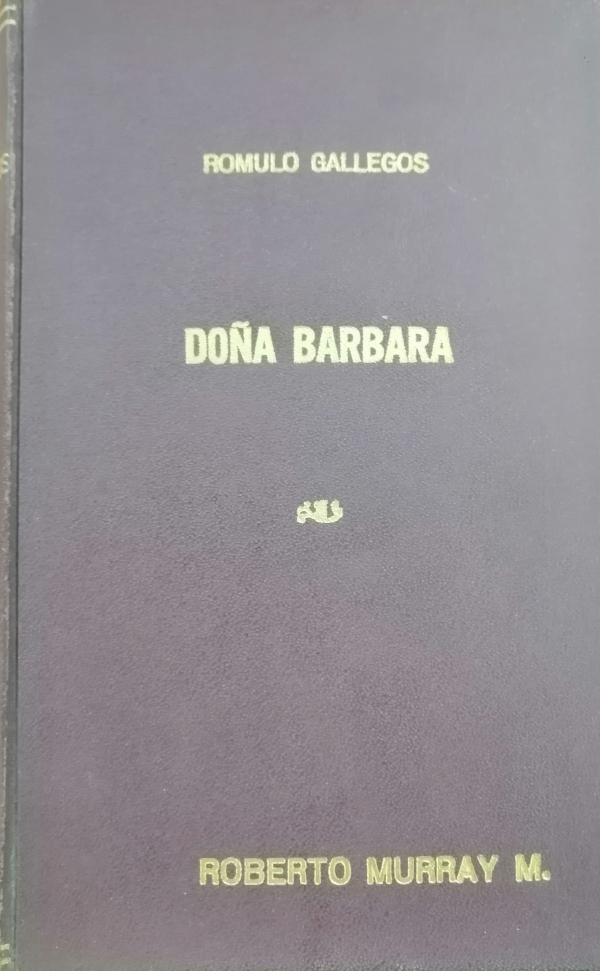 ROMULO GALLEGOS
DOÑA BARBARA
ROBERTO MURRAY M.